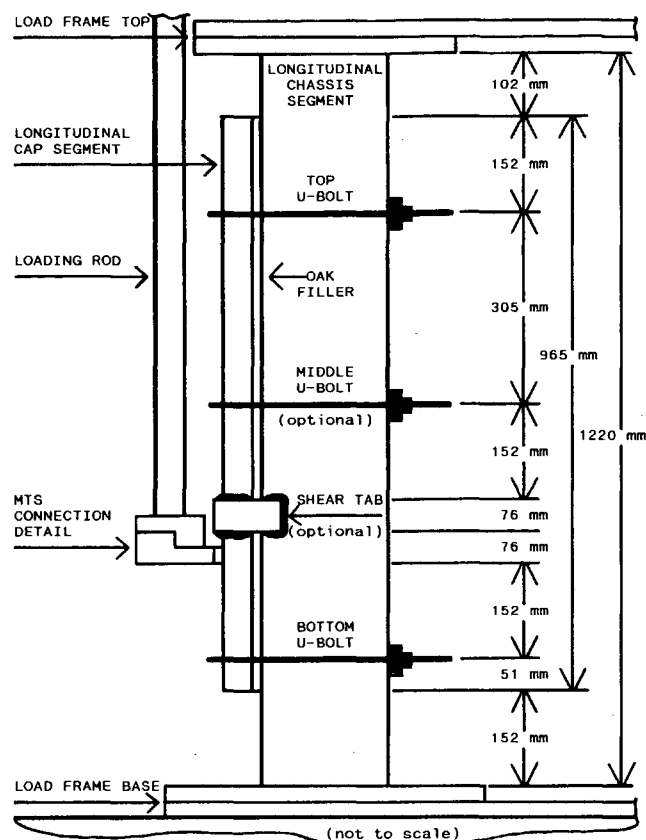 LOAD FRAME TOP
LONGITUDINAL
CHASSIS
SEGMENT
102 mm
LONGITUDINAL
CAP SEGMENT
152 mm
TOP
U-BOLT
LOADING ROD
OAK
FILLER
305 mm
965 mm
MIDDLE
U-BOLT
(optional)
1220 mm
152 mm
MTS
CONNECTION
DETAIL
SHEAR TAB
(optional)
76 mm
76 mm
152 mm
BOTTOM
U-BOLT
51 mm
152 mm
LOAD FRAME BASE
(not to scale)